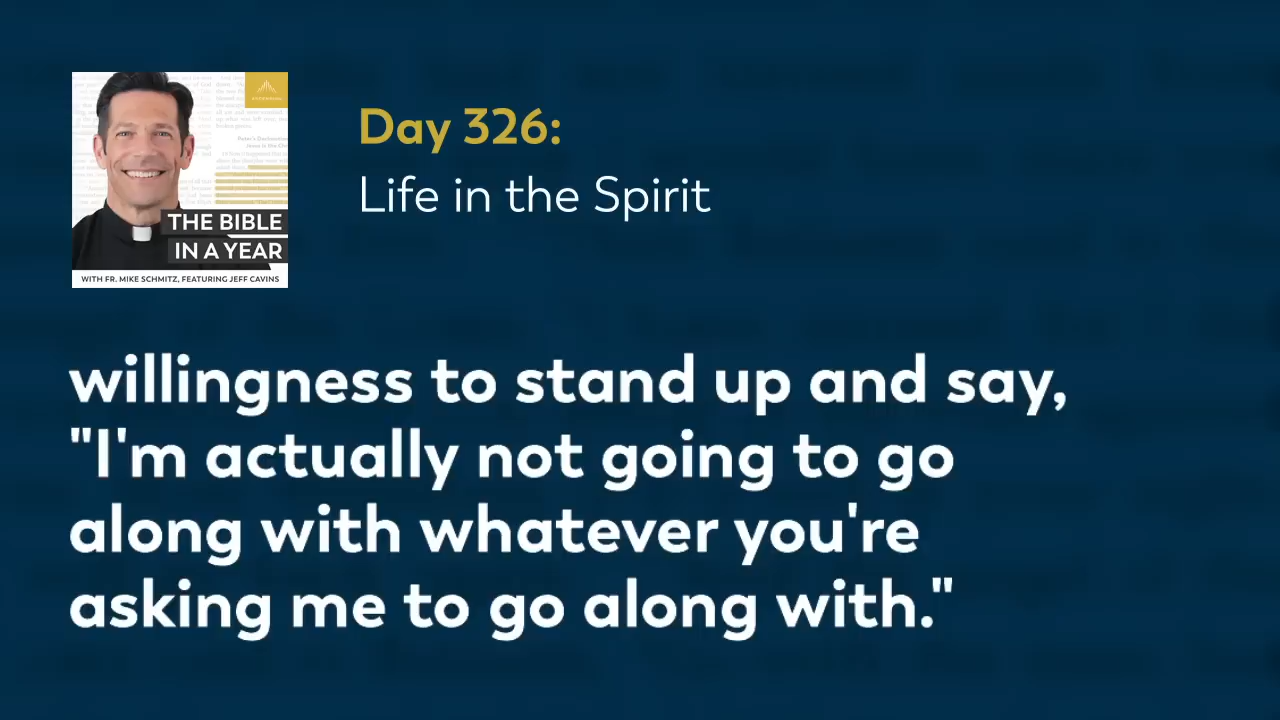 Day 326:
Life in the Spirit
THE BIBLE
IN A YEAR
WITH FR. MIKE SCHMITZ, FEATURING JEFF CAVINS
willingness to stand up and say,
"I'm actually not going to go
along with whatever you're
asking me to go along with."